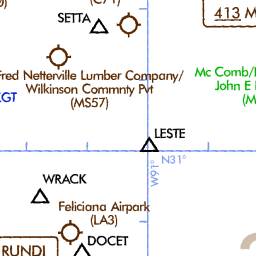 SETTA
413 M
Fred Netterville Lumber Company/
Wilkinson Commnty Pvt
(MS57)
Mc Comb/
John E
(M
LESTE
N31°
W91°
WRACK
Feliciana Airpark
(LA3)
DOCET
RUNDI